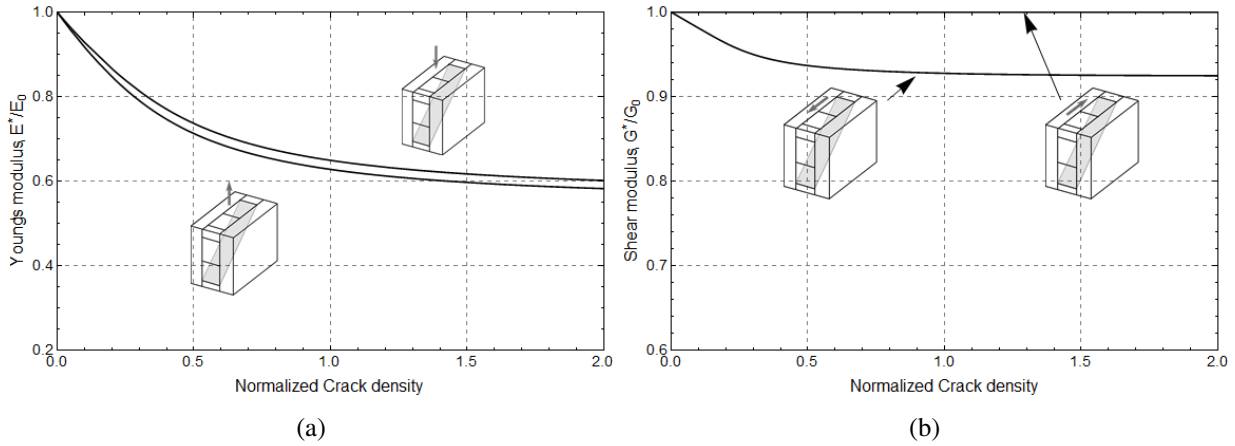 1.0
0.8
0.6
0.4
0.2
Youngs modulus, E*/E0
0.0 0.5 1.0 1.5 2.0
Normalized Crack density
(a)
1.0
0.9
0.8
0.7
0.6
Shear modulus, G*/G0
0.0 0.5 1.0 1.5 2.0
Normalized Crack density
(b)